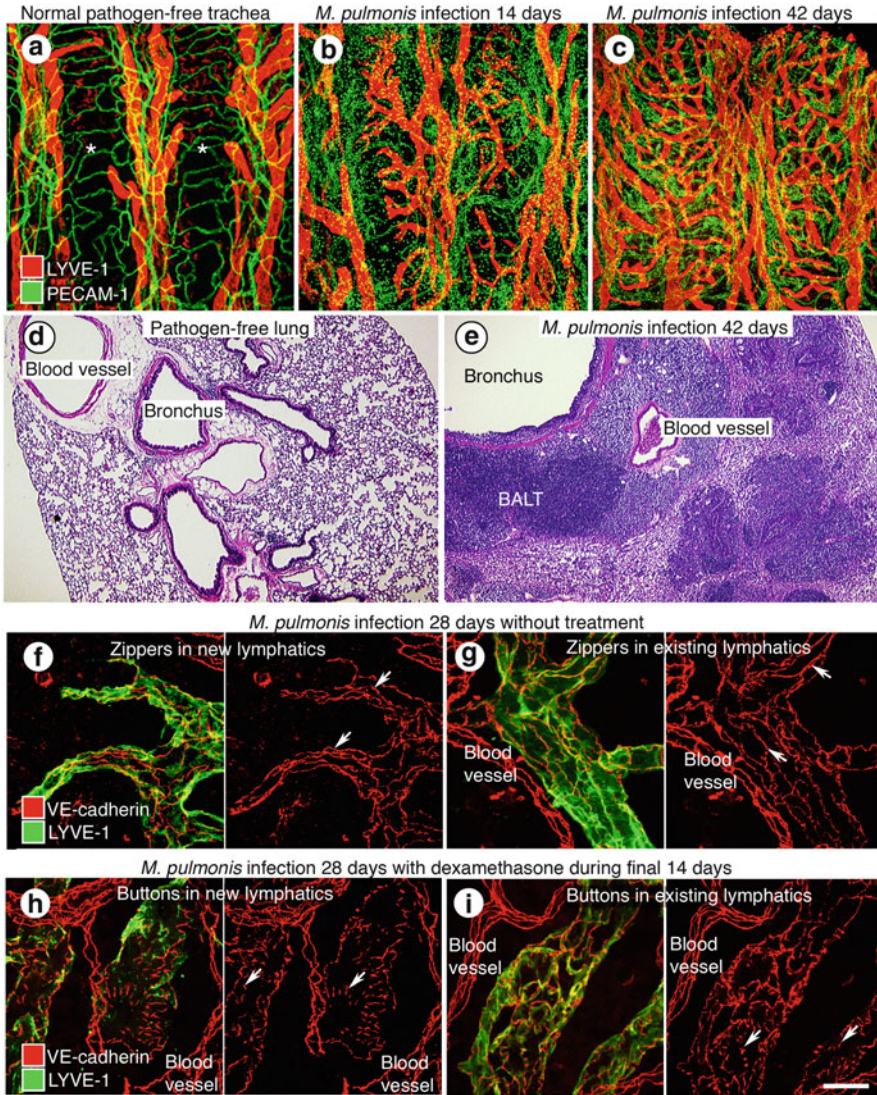 Normal pathogen-free trachea
M. pulmonis infection 14 days
M. pulmonis infection 42 days
a
b
c
*
*
LYVE-1
PECAM-1
d
Pathogen-free lung
Blood vessel
Bronchus
e
M. pulmonis infection 42 days
Bronchus
Blood vessel
BALT
M. pulmonis infection 28 days without treatment
f
Zippers in new lymphatics
VE-cadherin
LYVE-1
g
Zippers in existing lymphatics
Blood
vessel
Blood
vessel
M. pulmonis infection 28 days with dexamethasone during final 14 days
h
Buttons in new lymphatics
VE-cadherin
LYVE-1
Blood
vessel
i
Buttons in existing lymphatics
Blood
vessel
Blood
vessel